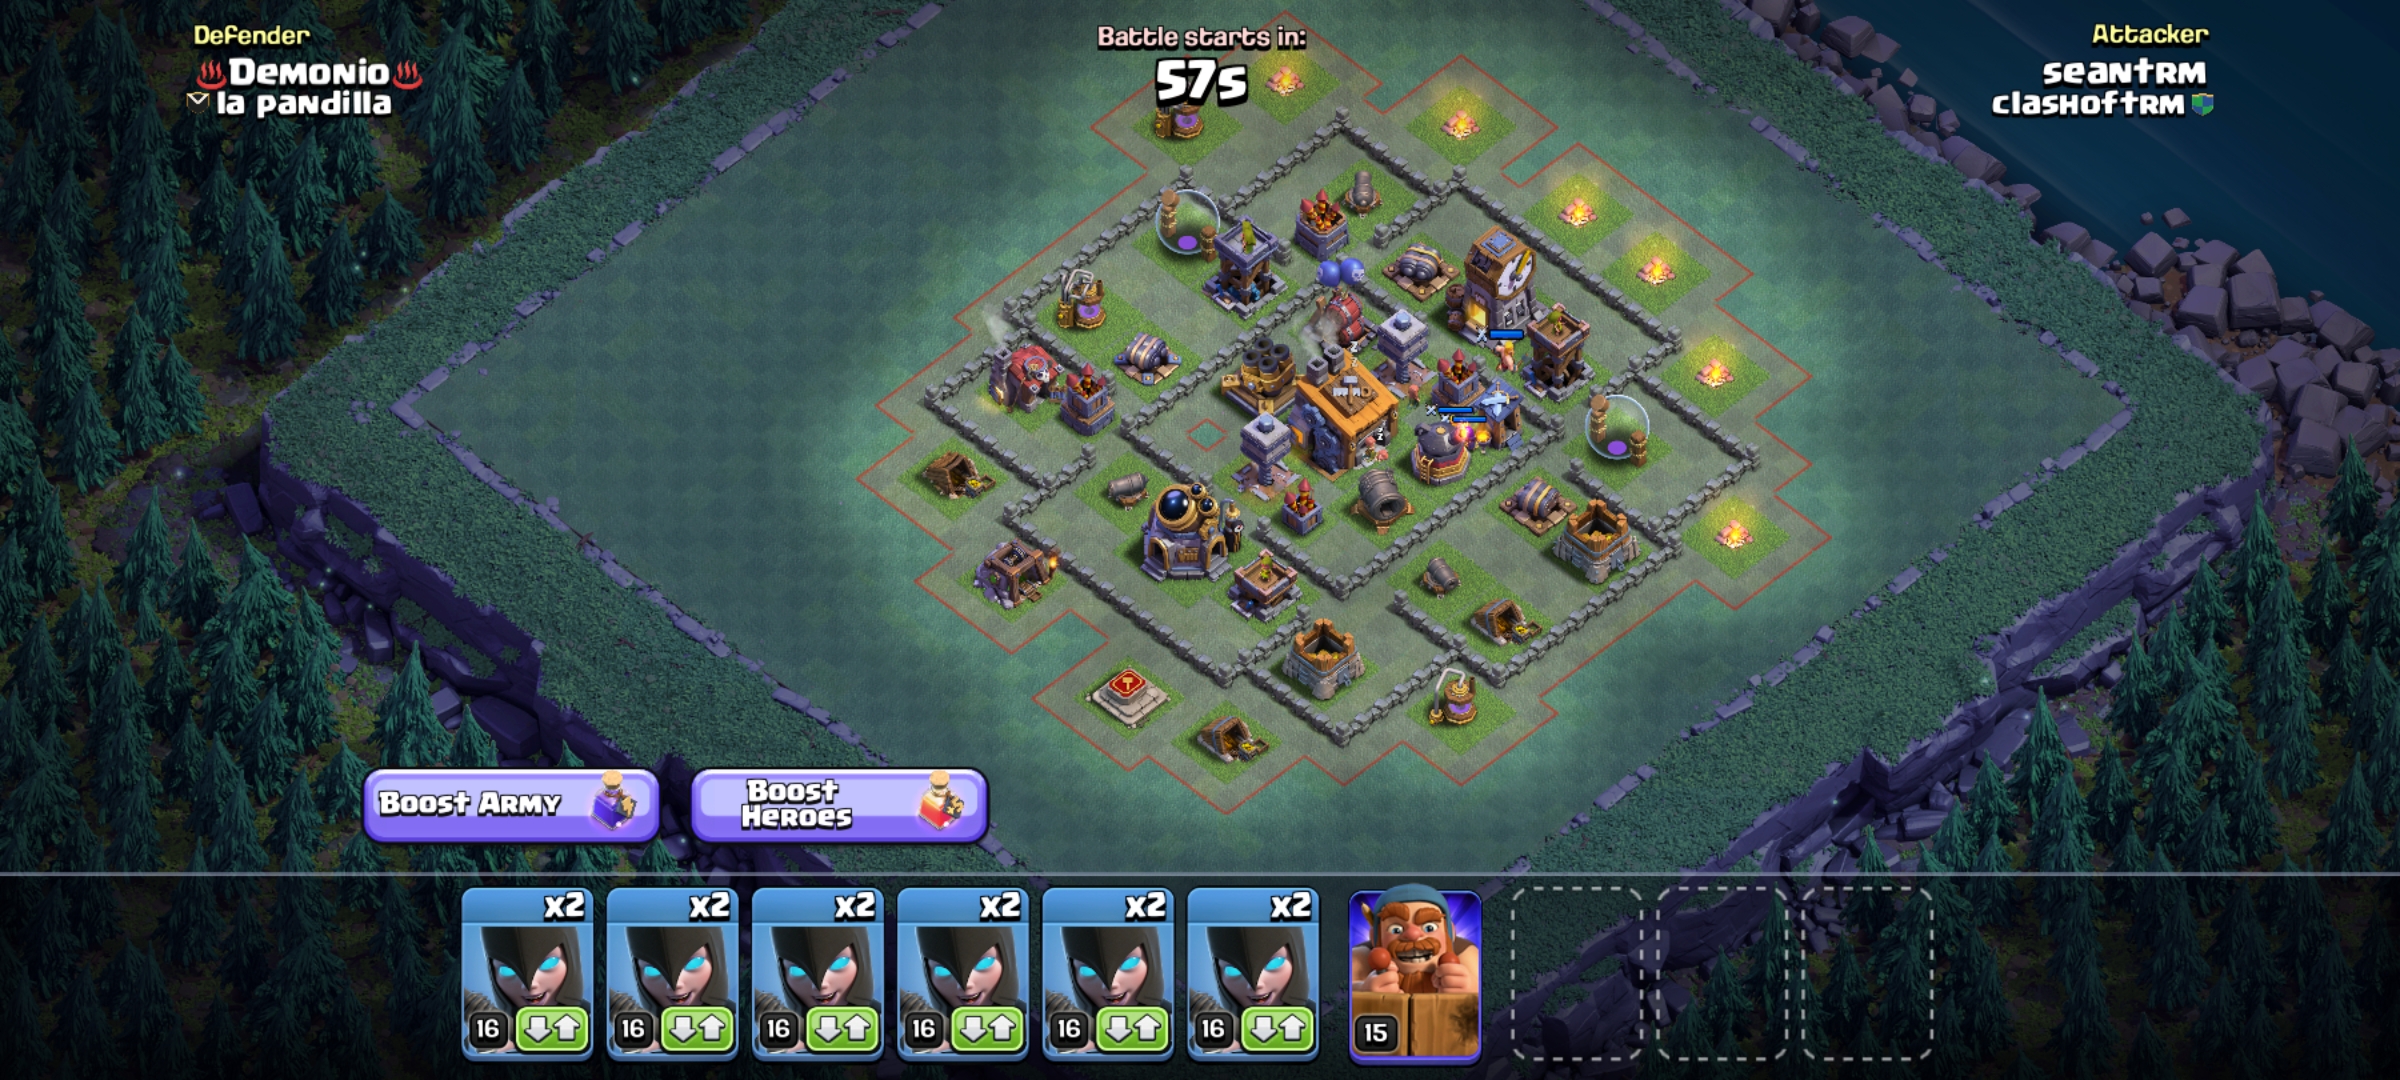 Defender
♨Demonio♨
la pandilla
Battle starts in:
57s
Attacker
seantRM
clashoftRM
Boost Army
Boost
Heroes
x2
x2
x2
x2
x2
x2
16
16
16
16
16
16
15